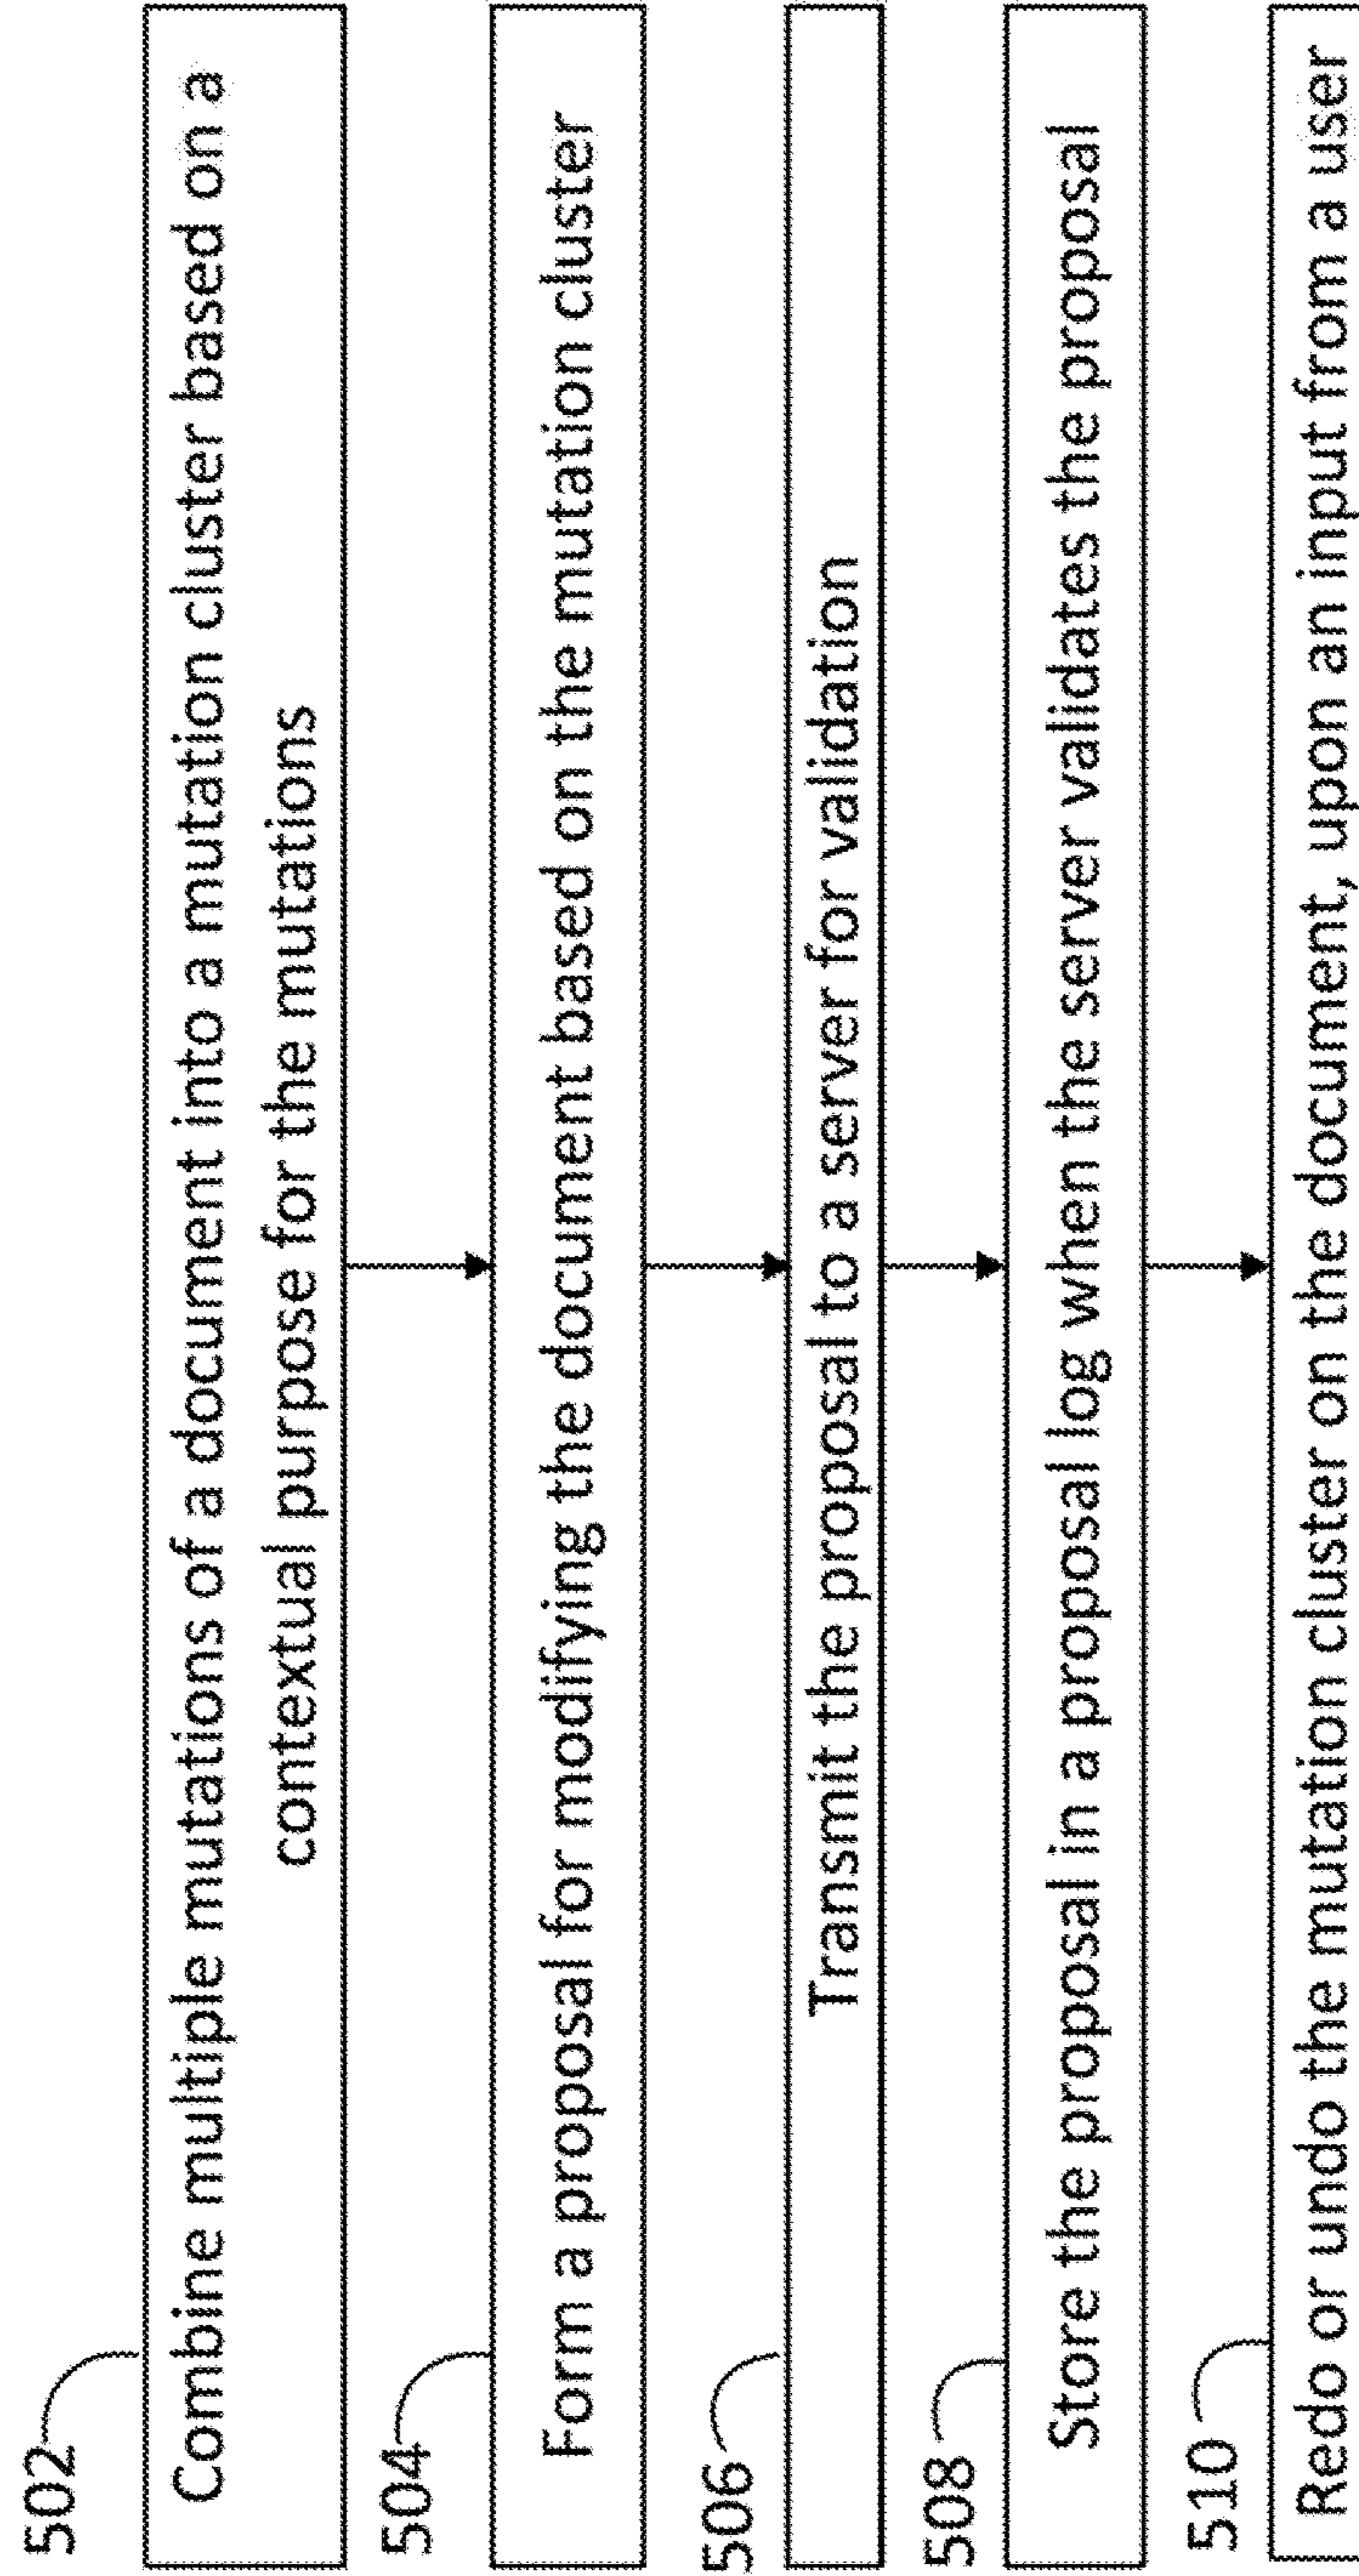 502
Combine multiple mutations of a document into a mutation cluster based on a
contextual purpose for the mutations
504
Form a proposal for modifying the document based on the mutation cluster
506
Transmit the proposal to a server for validation
508
Store the proposal in a proposal log when the server validates the proposal
510
Redo or undo the mutation cluster on the document, upon an input from a user